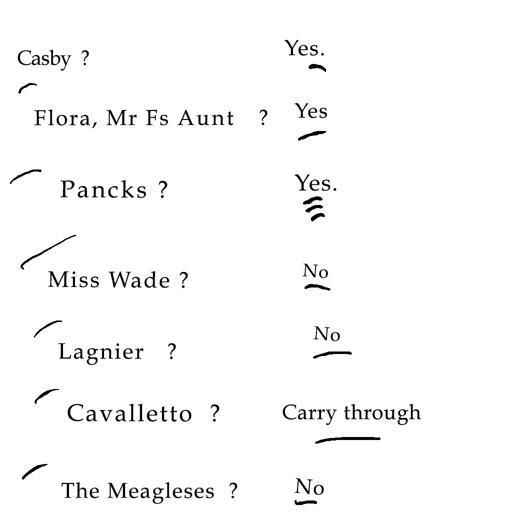 Casby ? Yes.
Flora, Mr Fs Aunt ? Yes
Pancks ? Yes.
Miss Wade ? No
Lagnier ? No
Cavalletto ? Carry through
The Meagleses ? No